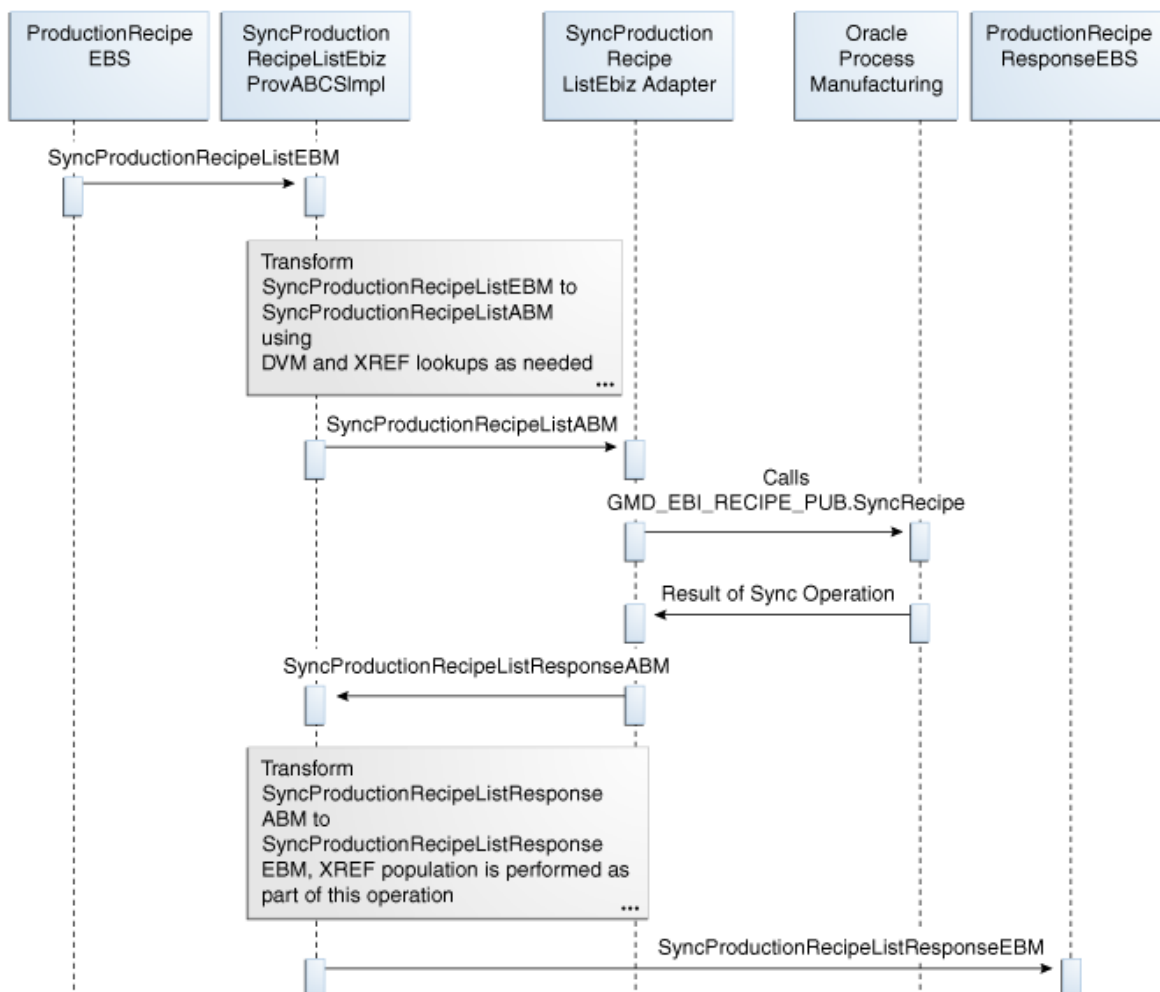 ProductionRecipe
EBS
SyncProduction
RecipeListEbiz
ProvABCSImpl
SyncProduction
Recipe
ListEbiz Adapter
Oracle
Process
Manufacturing
ProductionRecipe
ResponseEBS
SyncProductionRecipeListEBM
Transform
SyncProductionRecipeListEBM to
SyncProductionRecipeListABM
using
DVM and XREF lookups as needed
...
SyncProductionRecipeListABM
Calls
GMD_EBI_RECIPE_PUB.SyncRecipe
Result of Sync Operation
SyncProductionRecipeListResponseABM
Transform
SyncProductionRecipeListResponse
ABM to
SyncProductionRecipeListResponse
EBM, XREF population is performed as
part of this operation
...
SyncProductionRecipeListResponseEBM